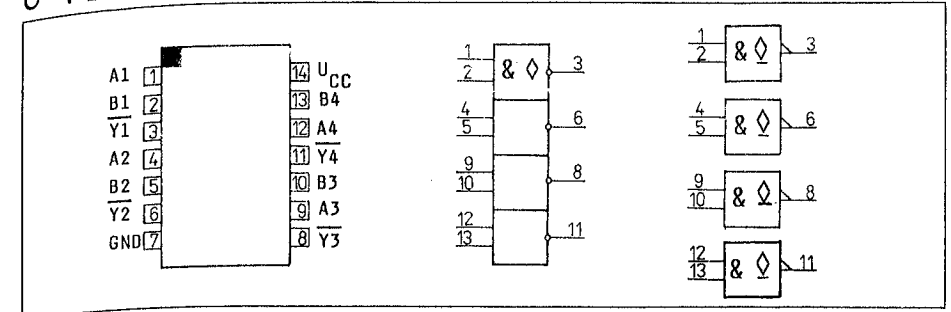 A1 1 14 UCC
B1 2 13 B4
Y1 3 12 A4
A2 4 11 Y4
B2 5 10 B3
Y2 6 9 A3
GND 7 8 Y3
1
2 & ◊ 3
4
5 6
9
10 8
12
13 11
1
2 & ◊ 3
4
5 & ◊ 6
9
10 & ◊ 8
12
13 & ◊ 11